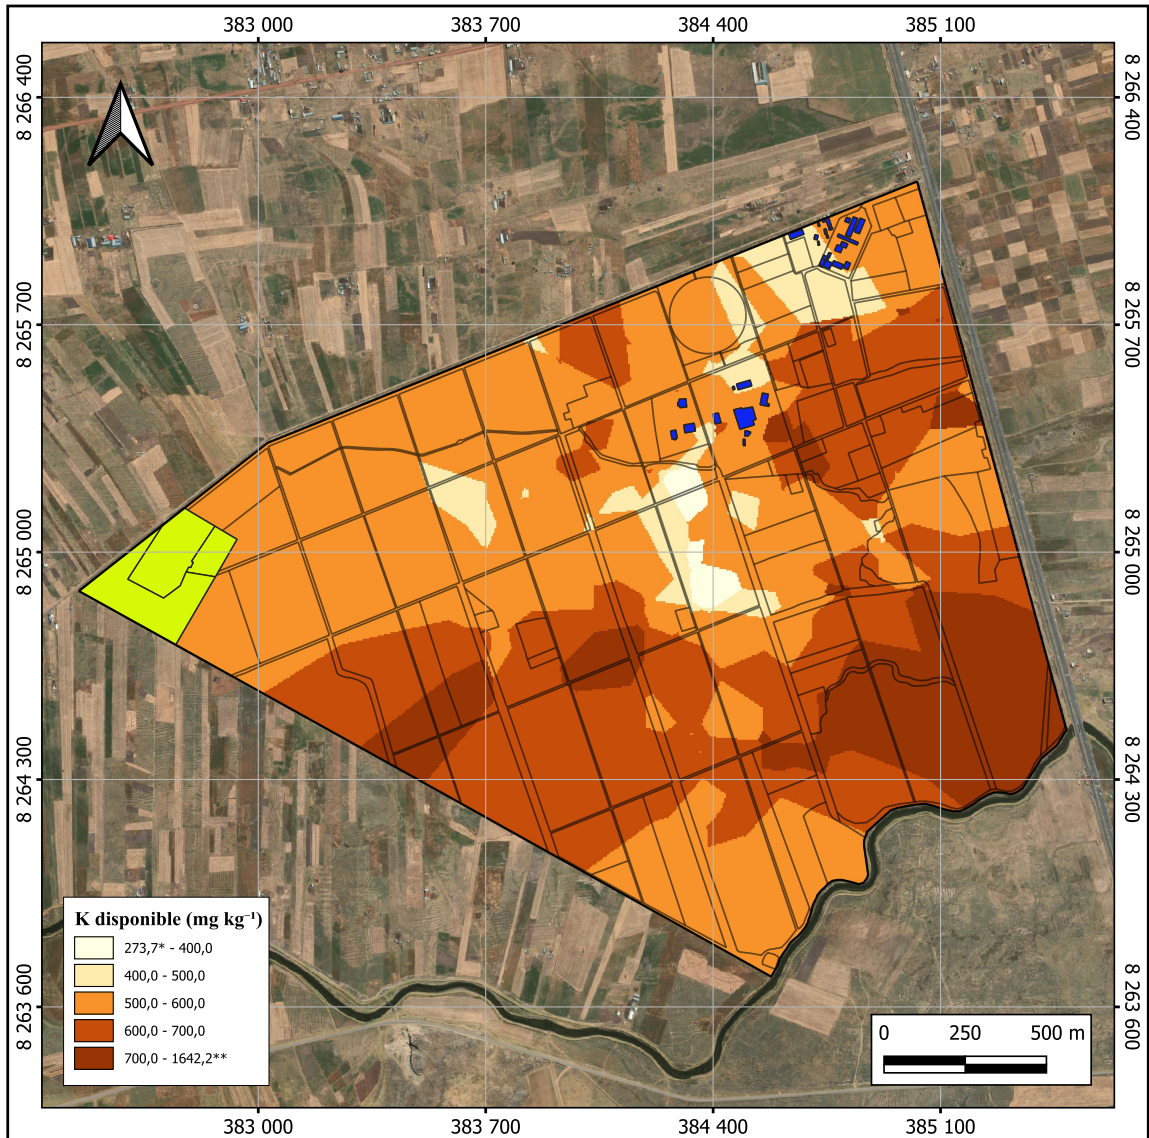 383 000 383 700 384 400 385 100
8 266 400 8 266 400
8 265 700 8 265 700
8 265 000 8 265 000
8 264 300 8 264 300
8 263 600 8 263 600
K disponible (mg kg⁻¹)
273,7* - 400,0
400,0 - 500,0
500,0 - 600,0
600,0 - 700,0
700,0 - 1642,2**
0 250 500 m
383 000 383 700 384 400 385 100